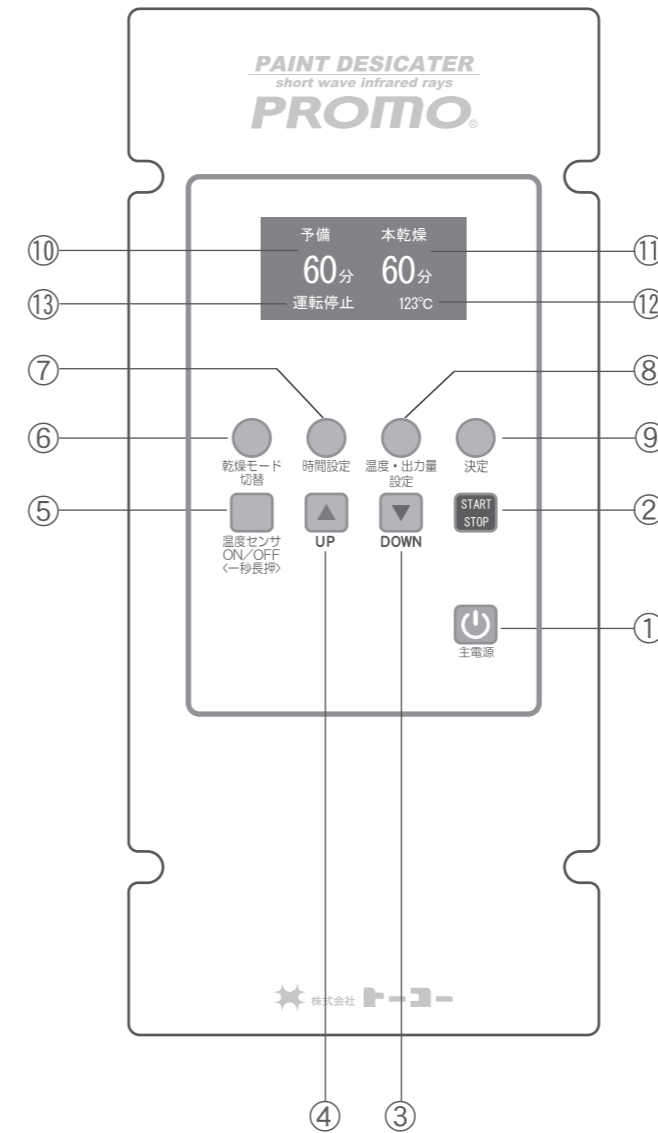 PAINT DESICATER
short wave infrared rays
PROMO®
予備 本乾燥
⑩ 60分 60分 ⑪
⑬ 運転停止 123℃ ⑫
⑦ ⑧
⑥ ⑨
乾燥モード
切替
時間設定
温度・出力量
設定
決定
⑤ ▲ ▼ START
STOP ②
温度センサ
ON/OFF
<一秒長押>
UP
DOWN
①
主電源
株式会社 トーコー
④ ③